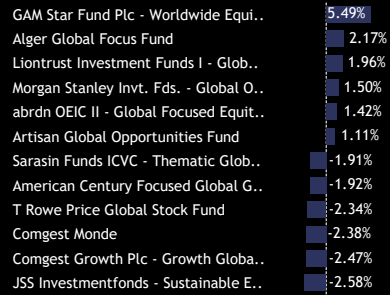 GAM Star Fund Plc - Worldwide Equi.. 5.49%
Alger Global Focus Fund 2.17%
Liontrust Investment Funds I - Glob.. 1.96%
Morgan Stanley Invt. Fds. - Global O.. 1.50%
abrdn OEIC II - Global Focused Equit.. 1.42%
Artisan Global Opportunities Fund 1.11%
Sarasin Funds ICVC - Thematic Glob.. -1.91%
American Century Focused Global G.. -1.92%
T Rowe Price Global Stock Fund -2.34%
Comgest Monde -2.38%
Comgest Growth Plc - Growth Globa.. -2.47%
JSS Investmentfonds - Sustainable E.. -2.58%